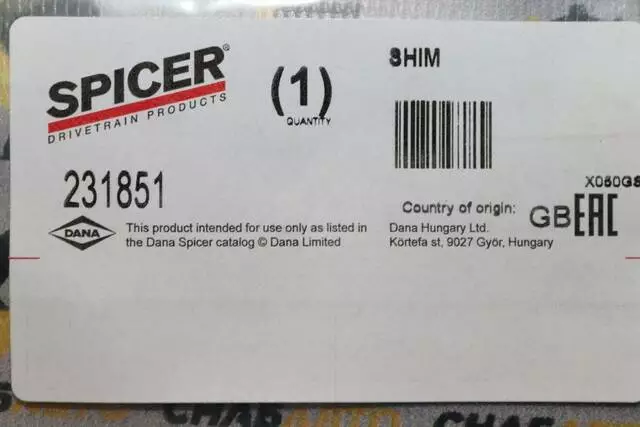 SPICER®
DRIVETRAIN PRODUCTS
(1)
QUANTITY
SHIM
231851
X050GS
Country of origin: GB
EAC
DANA
This product intended for use only as listed in
the Dana Spicer catalog © Dana Limited
Dana Hungary Ltd.
Körtefa st, 9027 Győr, Hungary